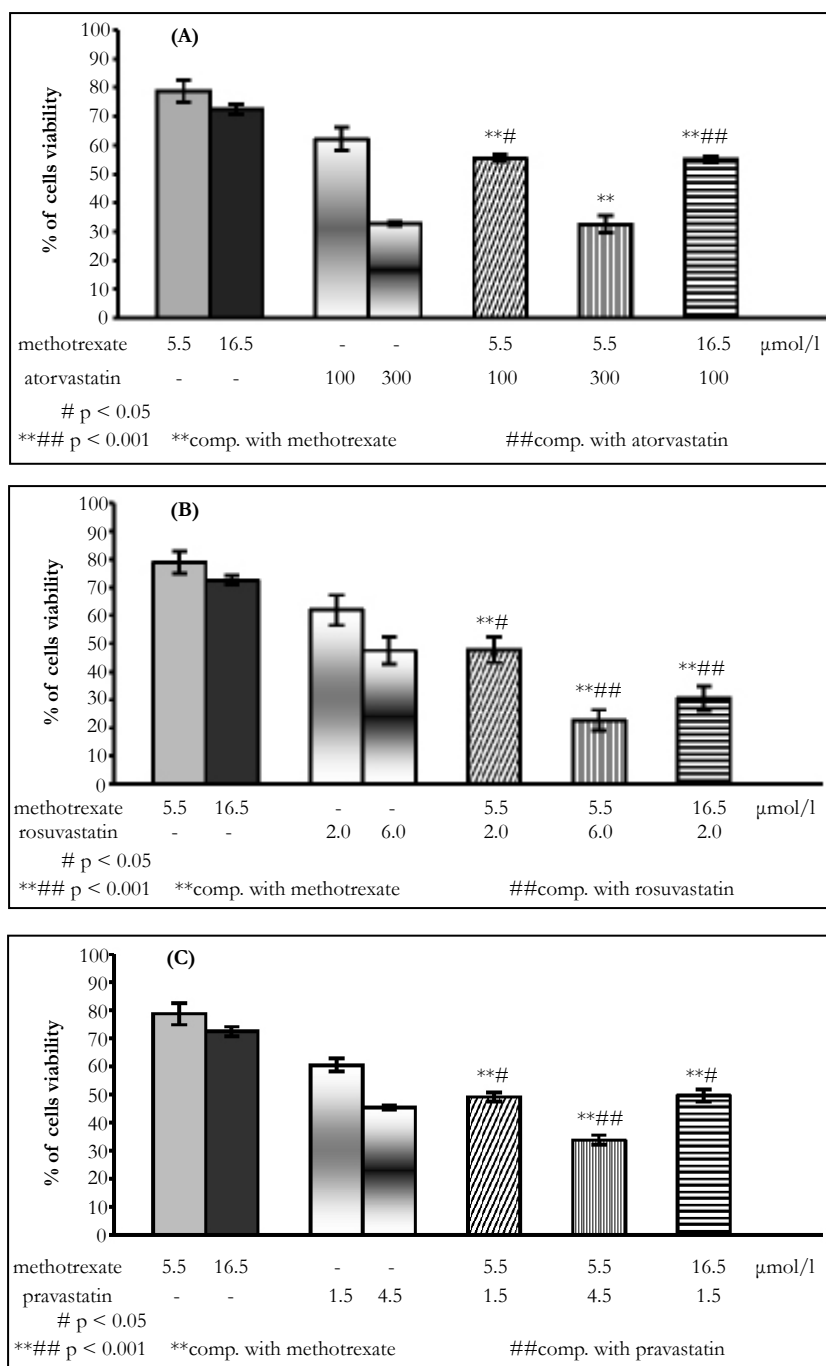 (A)
% of cells viability
100
90
80
70
60
50
40
30
20
10
0
**#
**
**##
methotrexate 5.5 16.5 - - 5.5 5.5 16.5 µmol/l
atorvastatin - - 100 300 100 300 100
# p < 0.05
**## p < 0.001 **comp. with methotrexate ##comp. with atorvastatin
(B)
% of cells viability
100
90
80
70
60
50
40
30
20
10
0
**#
**##
**##
methotrexate 5.5 16.5 - - 5.5 5.5 16.5 µmol/l
rosuvastatin - - 2.0 6.0 2.0 6.0 2.0
# p < 0.05
**## p < 0.001 **comp. with methotrexate ##comp. with rosuvastatin
(C)
% of cells viability
100
90
80
70
60
50
40
30
20
10
0
**#
**##
**#
methotrexate 5.5 16.5 - - 5.5 5.5 16.5 µmol/l
pravastatin - - 1.5 4.5 1.5 4.5 1.5
# p < 0.05
**## p < 0.001 **comp. with methotrexate ##comp. with pravastatin